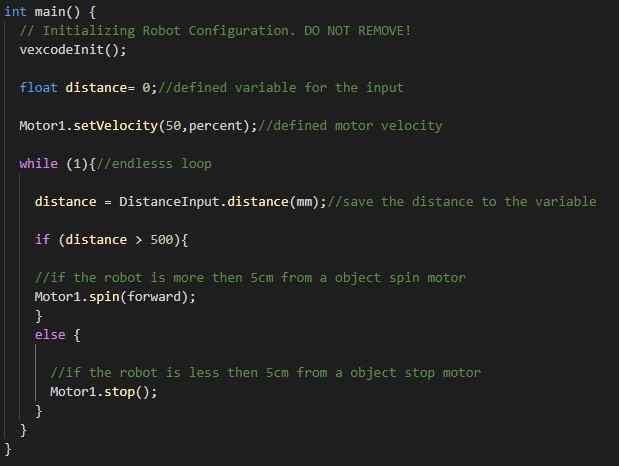 int main() {
// Initializing Robot Configuration. DO NOT REMOVE!
vexcodeInit();
float distance= 0;//defined variable for the input
Motor1.setVelocity(50,percent);//defined motor velocity
while (1){//endlesss loop
distance = DistanceInput.distance(mm);//save the distance to the variable
if (distance > 500){
//if the robot is more then 5cm from a object spin motor
Motor1.spin(forward);
}
else {
//if the robot is less then 5cm from a object stop motor
Motor1.stop();
}
}
}